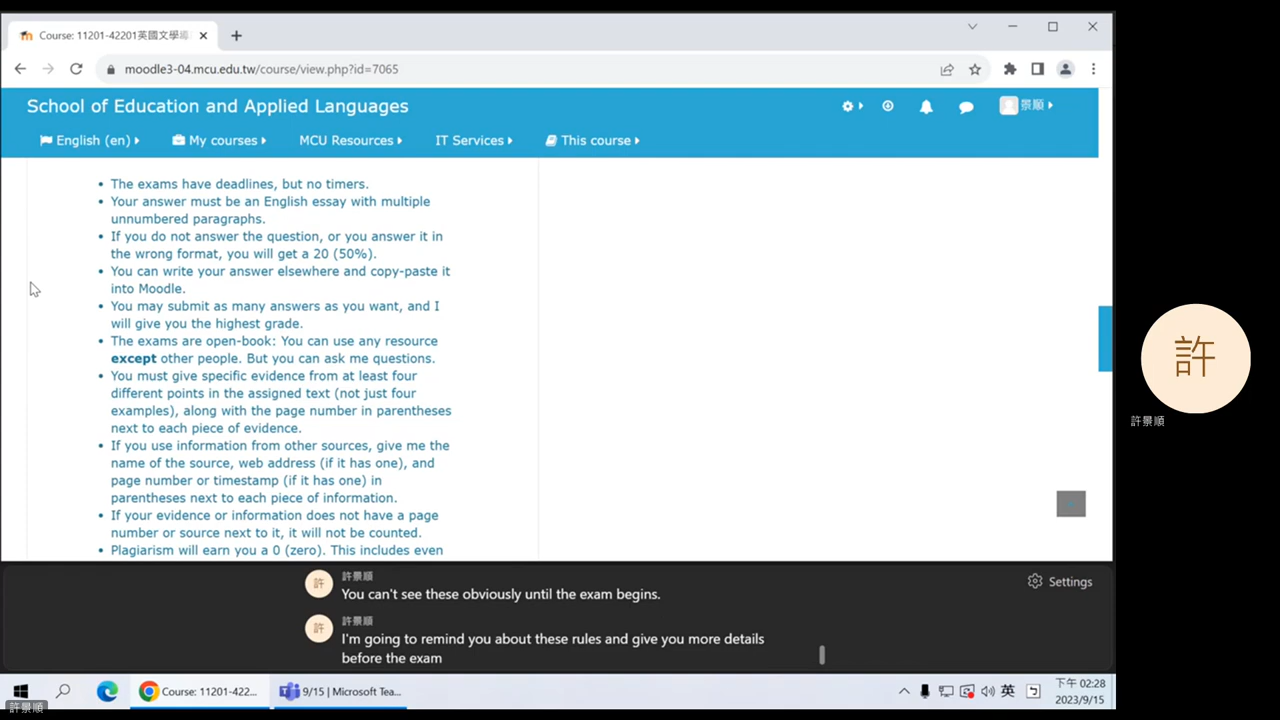 Course: 11201-42201英國文學導
moodle3-04.mcu.edu.tw/course/view.php?id=7065
School of Education and Applied Languages
景順
English (en)
My courses
MCU Resources
IT Services
This course
• The exams have deadlines, but no timers.
• Your answer must be an English essay with multiple
unnumbered paragraphs.
• If you do not answer the question, or you answer it in
the wrong format, you will get a 20 (50%).
• You can write your answer elsewhere and copy-paste it
into Moodle.
• You may submit as many answers as you want, and I
will give you the highest grade.
• The exams are open-book: You can use any resource
except other people. But you can ask me questions.
• You must give specific evidence from at least four
different points in the assigned text (not just four
examples), along with the page number in parentheses
next to each piece of evidence.
• If you use information from other sources, give me the
name of the source, web address (if it has one), and
page number or timestamp (if it has one) in
parentheses next to each piece of information.
• If your evidence or information does not have a page
number or source next to it, it will not be counted.
• Plagiarism will earn you a 0 (zero). This includes even
許
許景順
許
許景順
You can't see these obviously until the exam begins.
Settings
許
許景順
I'm going to remind you about these rules and give you more details
before the exam
Course: 11201-422...
9/15 | Microsoft Tea...
英
ㄅ
下午 02:28
2023/9/15
許景順